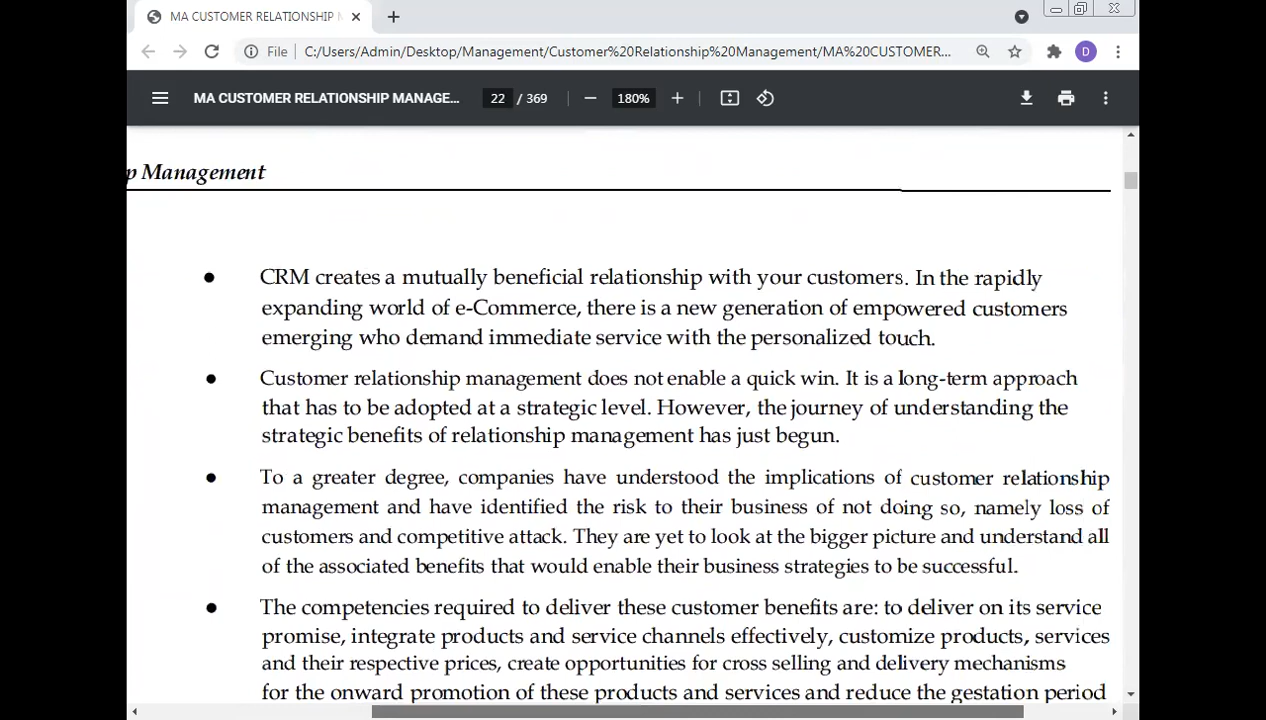 MA CUSTOMER RELATIONSHIP
File C:/Users/Admin/Desktop/Management/Customer%20Relationship%20Management/MA%20CUSTOMER...
D
MA CUSTOMER RELATIONSHIP MANAGE...
22 / 369
180%
p Management
● CRM creates a mutually beneficial relationship with your customers. In the rapidly
expanding world of e-Commerce, there is a new generation of empowered customers
emerging who demand immediate service with the personalized touch.
● Customer relationship management does not enable a quick win. It is a long-term approach
that has to be adopted at a strategic level. However, the journey of understanding the
strategic benefits of relationship management has just begun.
● To a greater degree, companies have understood the implications of customer relationship
management and have identified the risk to their business of not doing so, namely loss of
customers and competitive attack. They are yet to look at the bigger picture and understand all
of the associated benefits that would enable their business strategies to be successful.
● The competencies required to deliver these customer benefits are: to deliver on its service
promise, integrate products and service channels effectively, customize products, services
and their respective prices, create opportunities for cross selling and delivery mechanisms
for the onward promotion of these products and services and reduce the gestation period